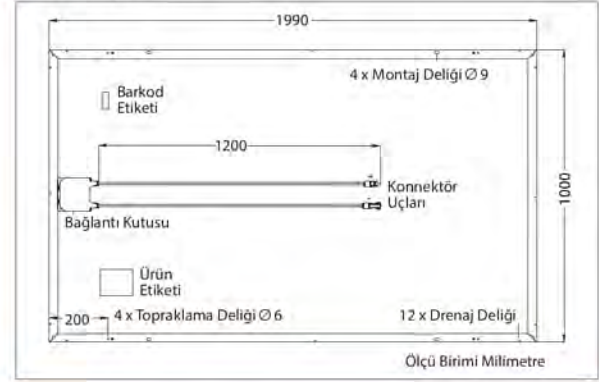 1990
4 x Montaj Deliği Ø 9
Barkod
Etiketi
1200
Konnektör
Uçları
1000
Bağlantı Kutusu
Ürün
Etiketi
200
4 x Topraklama Deliği Ø 6
12 x Drenaj Deliği
Ölçü Birimi Milimetre